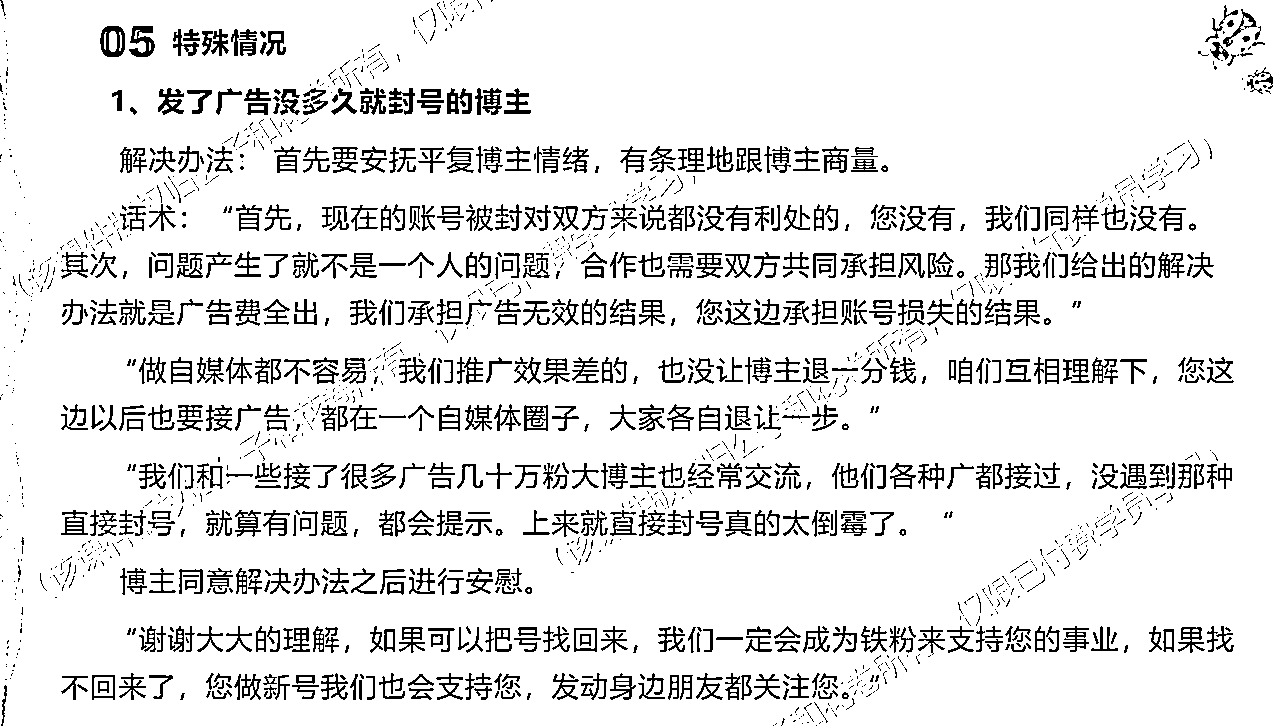 05 特殊情况
1、发了广告没多久就封号的博主
解决办法： 首先要安抚平复博主情绪，有条理地跟博主商量。
话术： “首先，现在的账号被封对双方来说都没有利处的，您没有，我们同样也没有。
其次，问题产生了就不是一个人的问题，合作也需要双方共同承担风险。那我们给出的解决
办法就是广告费全出，我们承担广告无效的结果，您这边承担账号损失的结果。”
“做自媒体都不容易，我们推广效果差的，也没让博主退一分钱，咱们互相理解下，您这
边以后也要接广告，都在一个自媒体圈子，大家各自退让一步。“
“我们和一些接了很多广告几十万粉大博主也经常交流，他们各种广都接过，没遇到那种
直接封号，就算有问题，都会提示。上来就直接封号真的太倒霉了。 “
博主同意解决办法之后进行安慰。
“谢谢大大的理解，如果可以把号找回来，我们一定会成为铁粉来支持您的事业，如果找
不回来了，您做新号我们也会支持您，发动身边朋友都关注您。”